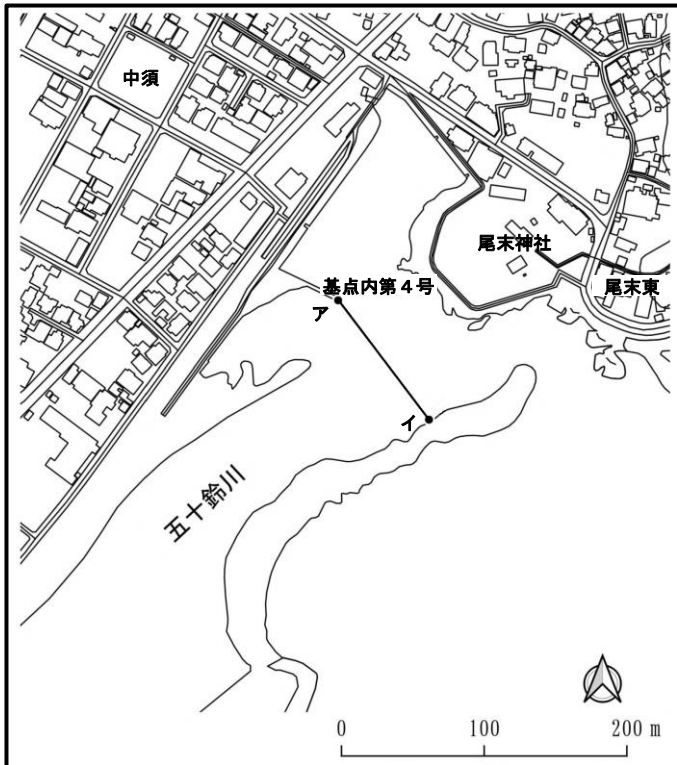 中須
尾末神社
尾末東
基点内第４号
ア
イ
五十鈴川
0 100 200 m